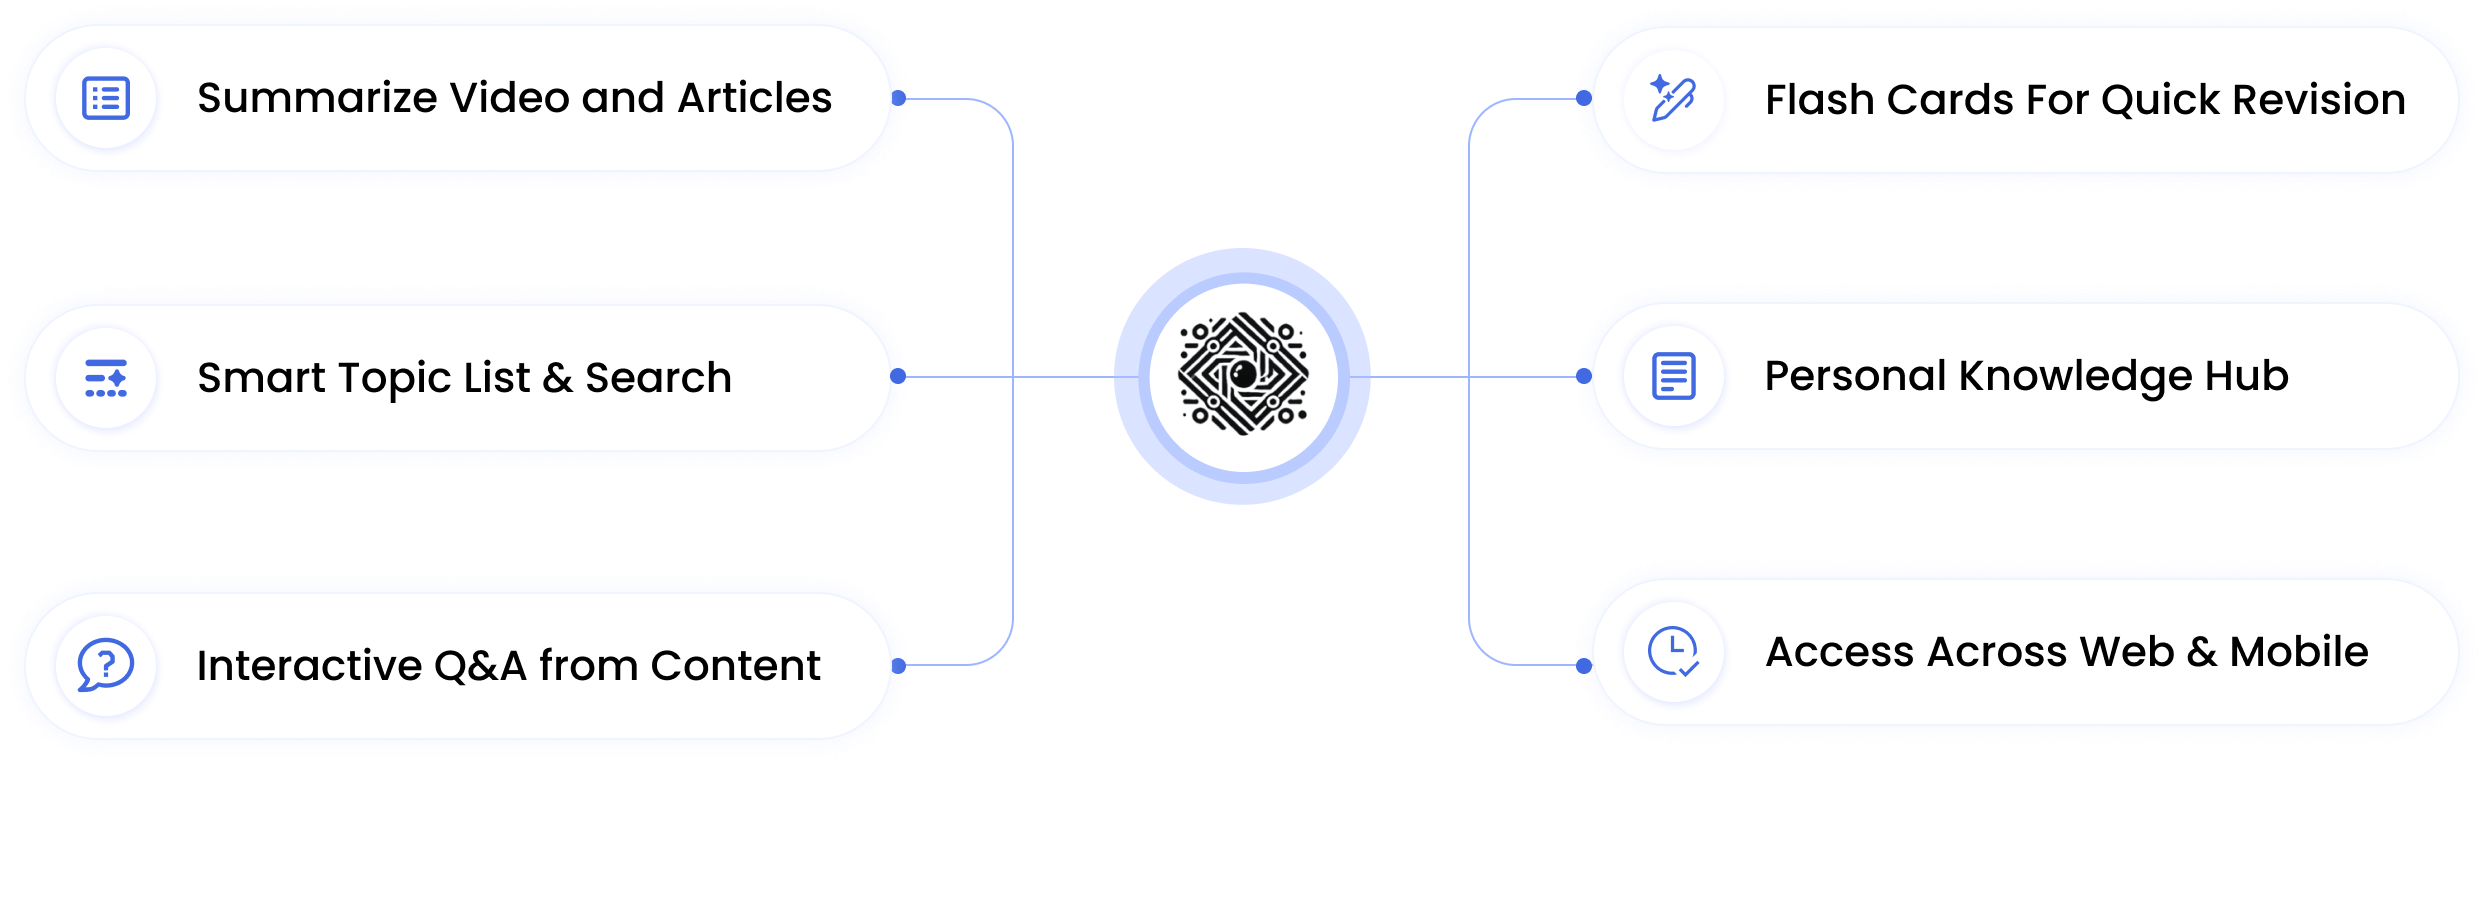 Summarize Video and Articles
Smart Topic List & Search
Interactive Q&A from Content
Flash Cards For Quick Revision
Personal Knowledge Hub
Access Across Web & Mobile